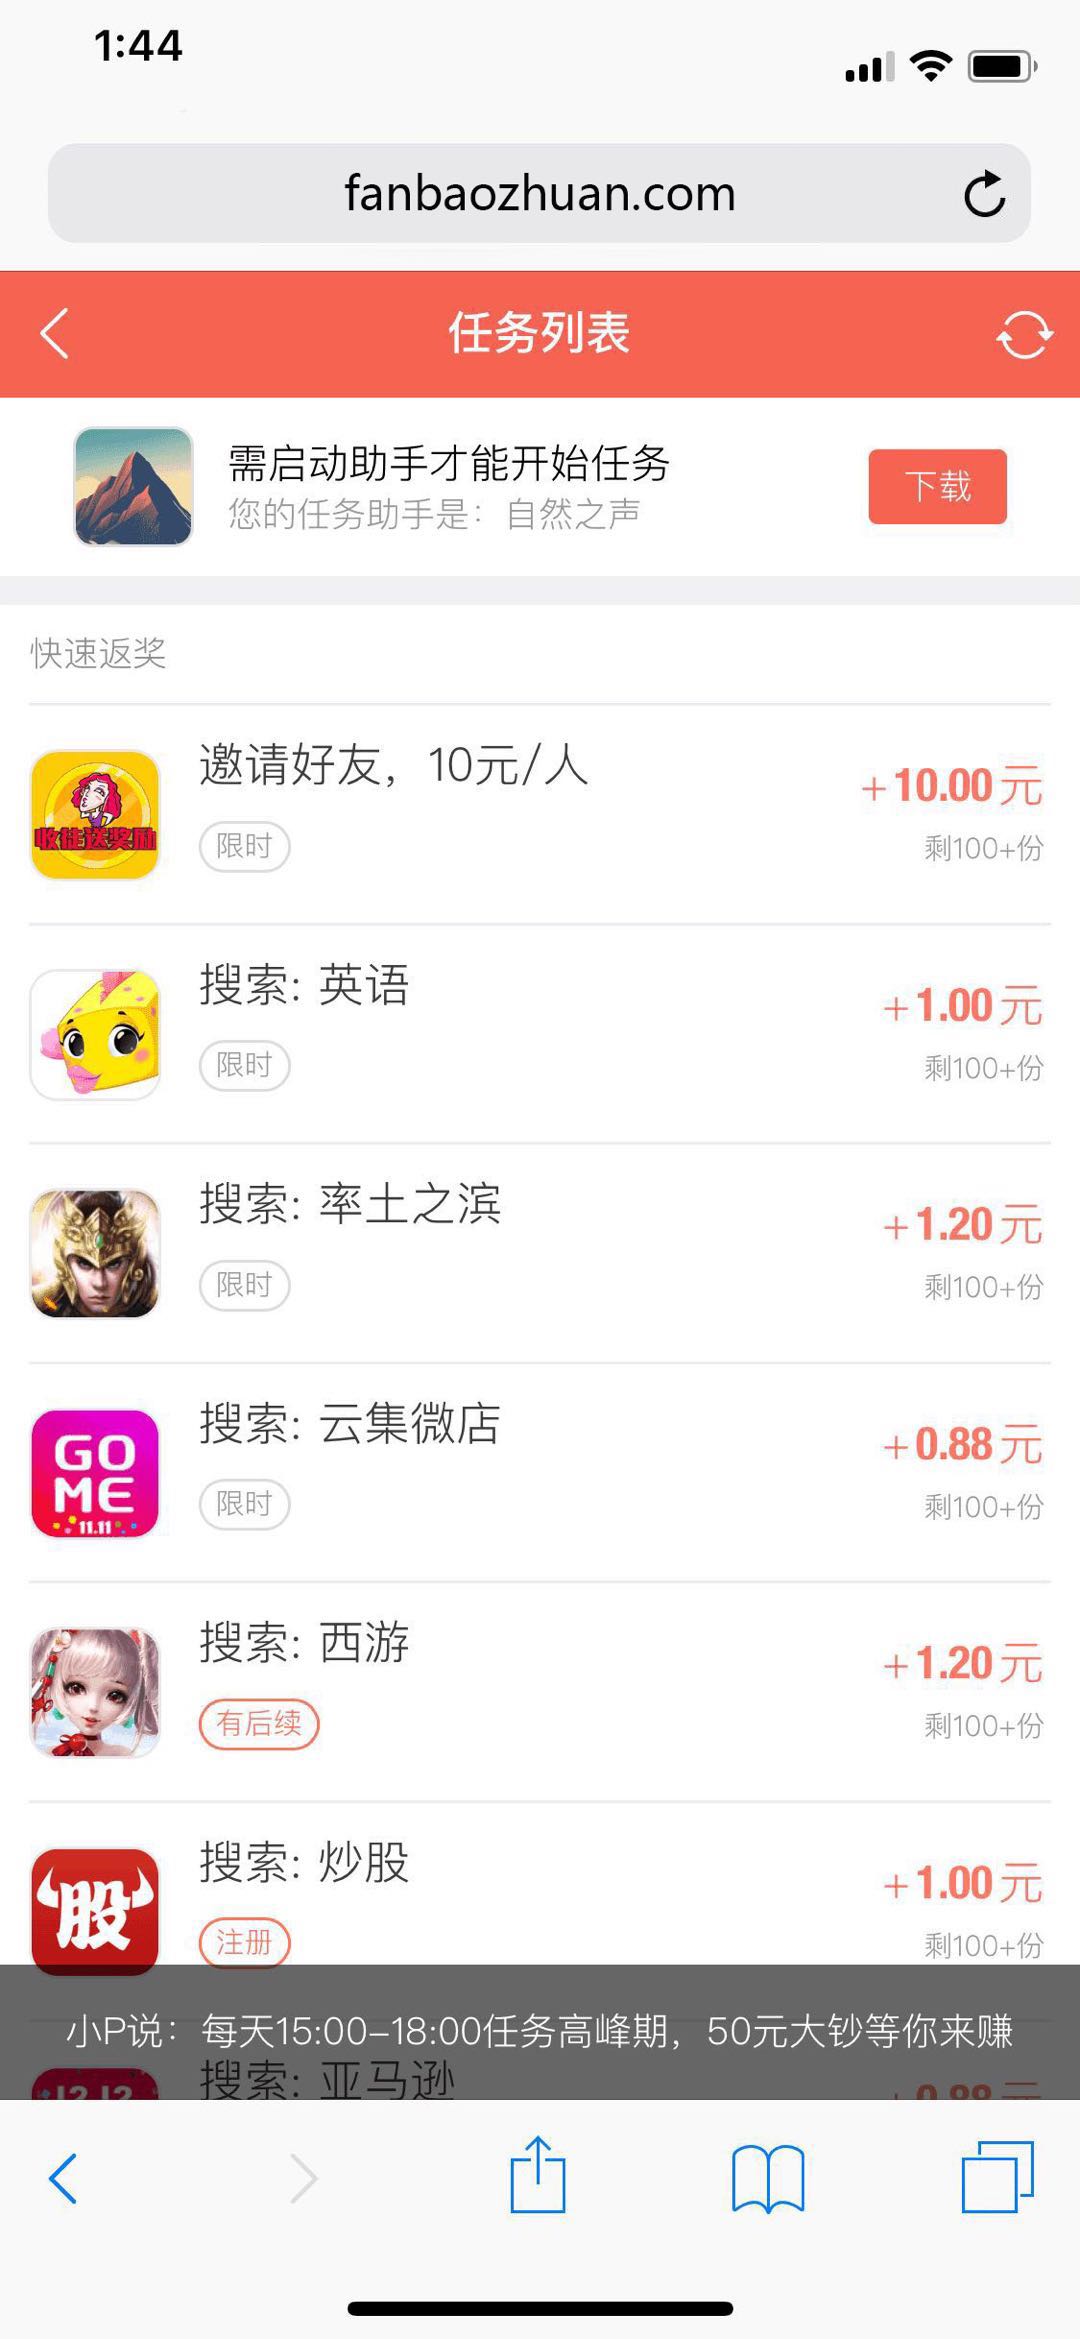 1:44
fanbaozhuan.com
任务列表
需启动助手才能开始任务
您的任务助手是：自然之声
下载
快速返奖
收徒送奖励
邀请好友，10元/人
限时
+10.00元
剩100+份
搜索: 英语
限时
+1.00元
剩100+份
搜索: 率土之滨
限时
+1.20元
剩100+份
GO
ME
11.11
搜索: 云集微店
限时
+0.88元
剩100+份
搜索: 西游
有后续
+1.20元
剩100+份
股
搜索: 炒股
注册
+1.00元
剩100+份
小P说：每天15:00-18:00任务高峰期，50元大钞等你来赚
搜索: 亚马逊